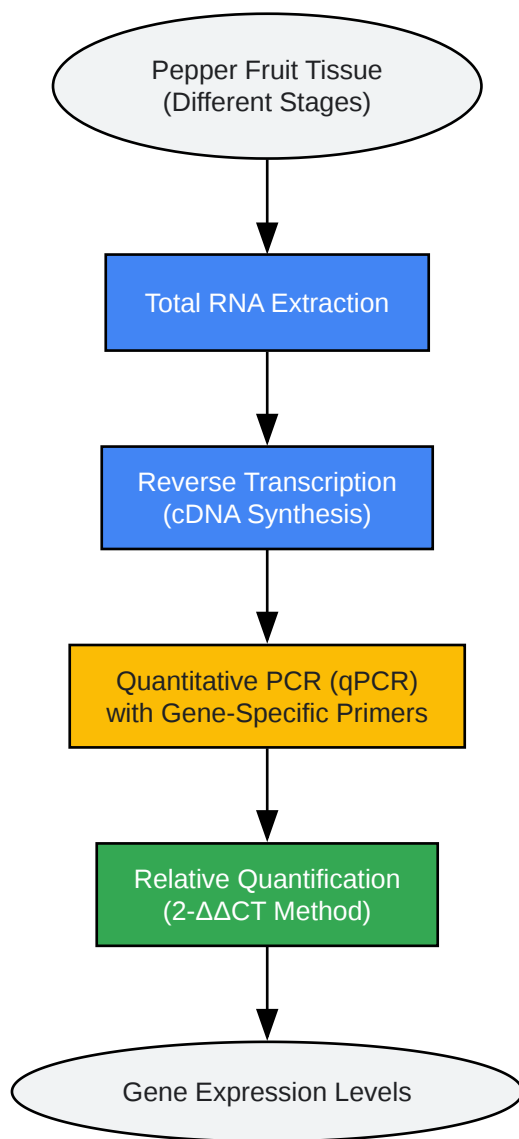 Pepper Fruit Tissue
(Different Stages)
Total RNA Extraction
Reverse Transcription
(cDNA Synthesis)
Quantitative PCR (qPCR)
with Gene-Specific Primers
Relative Quantification
(2-ΔΔCT Method)
Gene Expression Levels